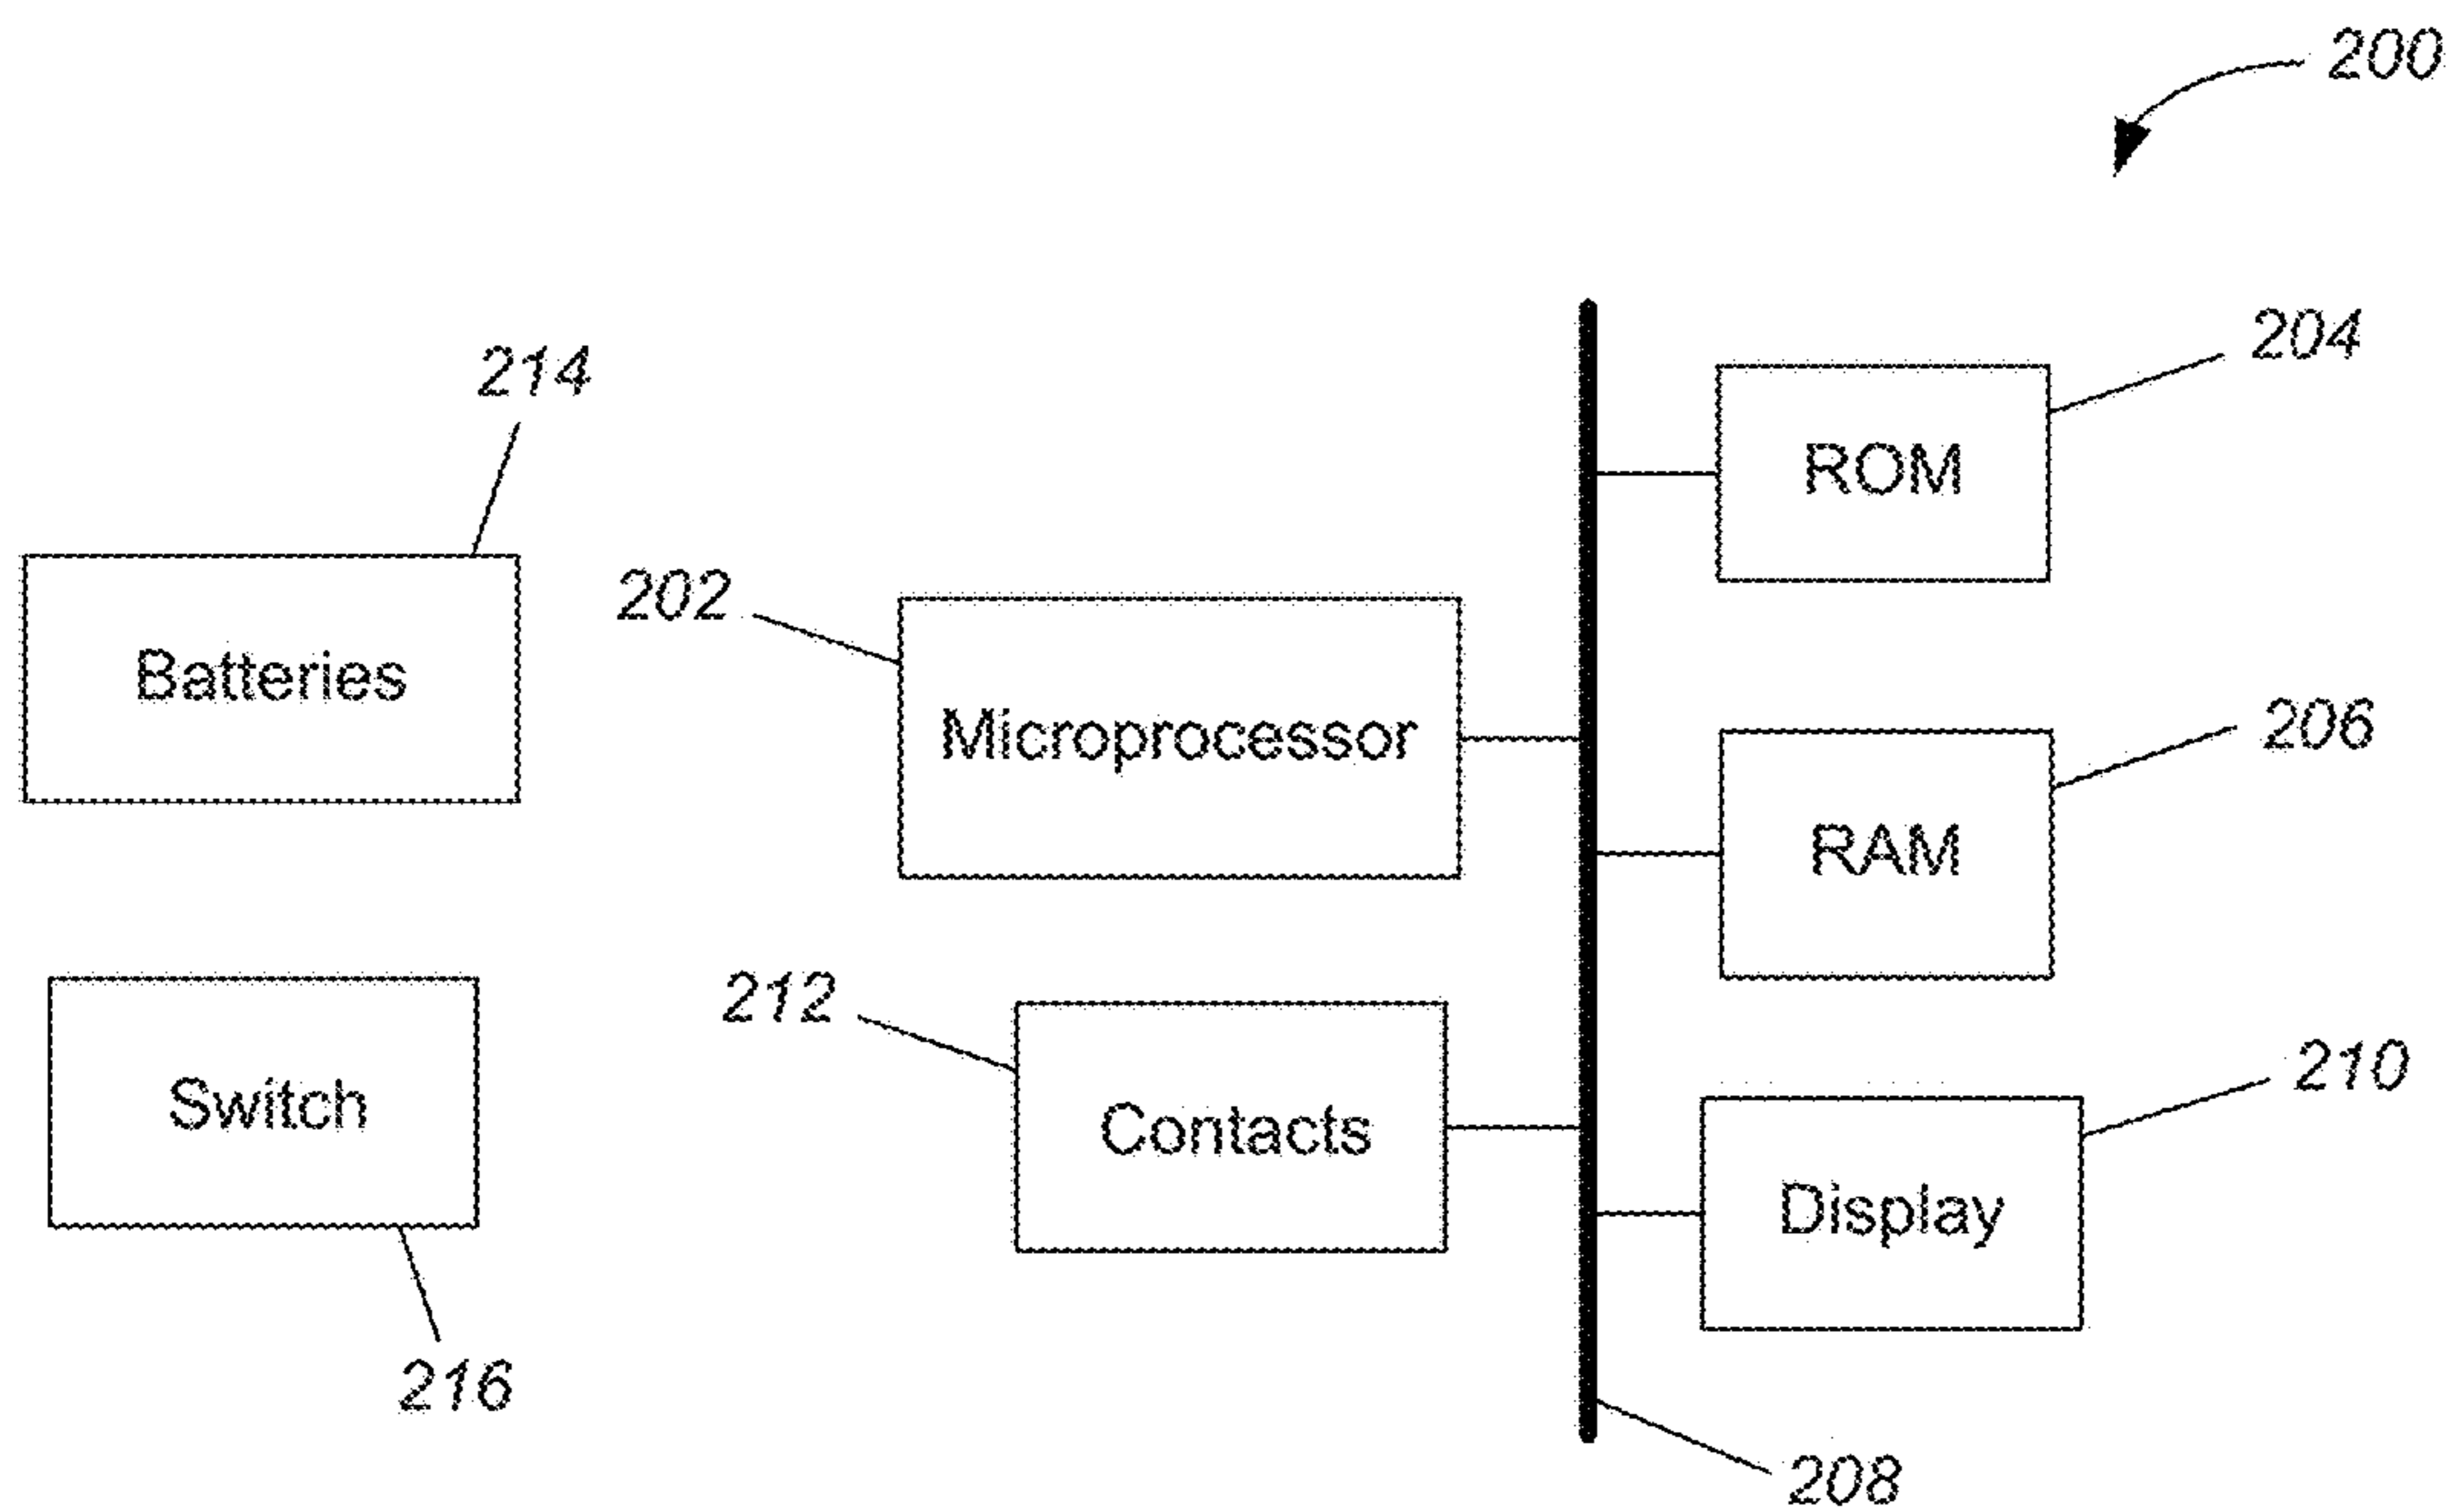 200
204
214
ROM
202
Batteries
206
Microprocessor
RAM
212
210
Switch
Contacts
Display
216
208